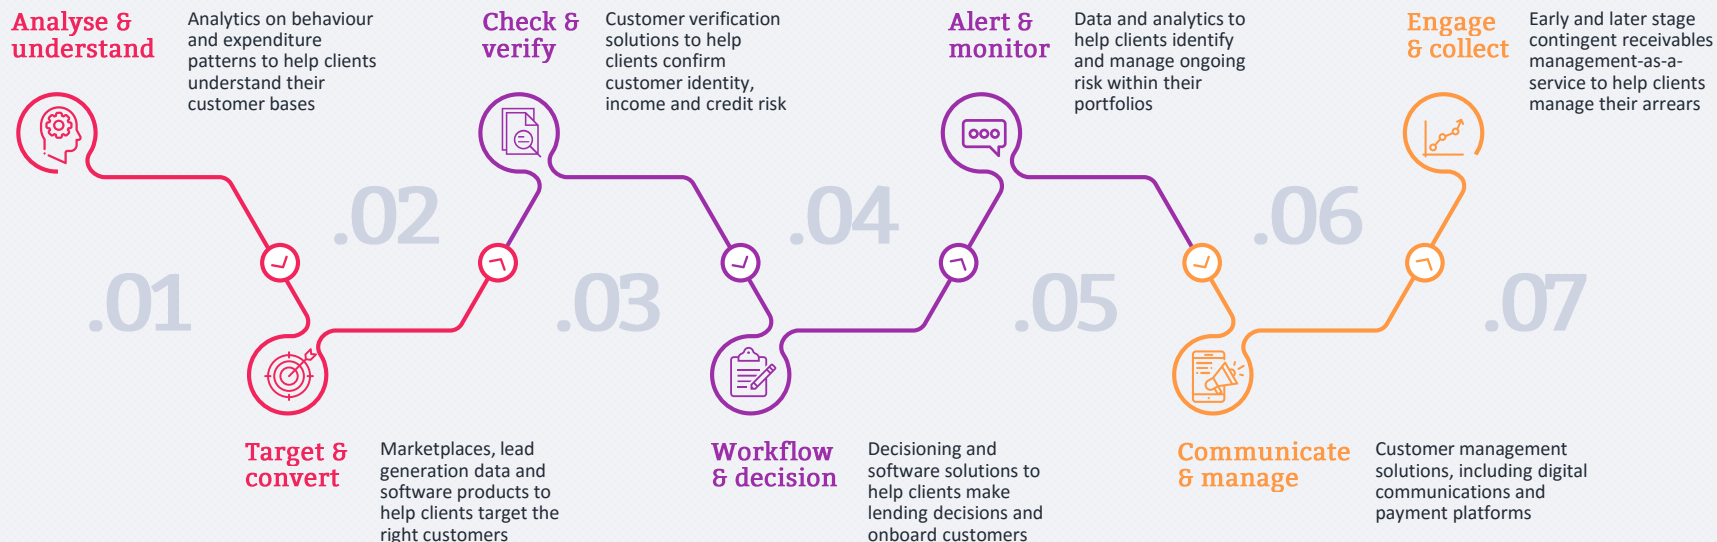 Analyse &
understand
Analytics on behaviour
and expenditure
patterns to help clients
understand their
customer bases
Check &
verify
Customer verification
solutions to help
clients confirm
customer identity,
income and credit risk
Alert &
monitor
Data and analytics to
help clients identify
and manage ongoing
risk within their
portfolios
Engage
& collect
Early and later stage
contingent receivables
management-as-a-
service to help clients
manage their arrears
.01
.02
.03
.04
.05
.06
.07
Target &
convert
Marketplaces, lead
generation data and
software products to
help clients target the
right customers
Workflow
& decision
Decisioning and
software solutions to
help clients make
lending decisions and
onboard customers
Communicate
& manage
Customer management
solutions, including digital
communications and
payment platforms